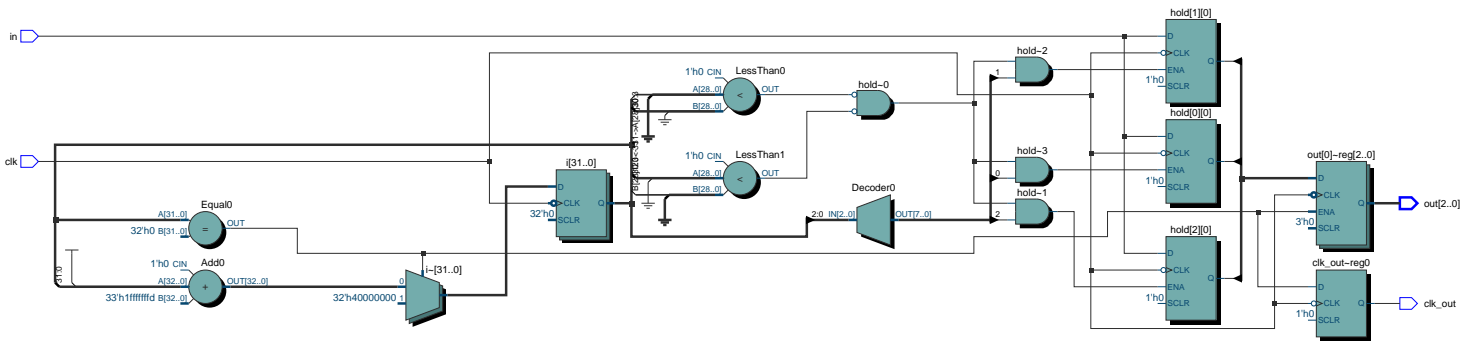 in
clk
Equal0
A[31..0]
32'h0 B[31..0]
=
OUT
31:0
Add0
1'h0 CIN
A[32..0]
33'h1fffffffd B[32..0]
+
OUT[32..0]
i~[31..0]
0
32'h40000000 1
i[31..0]
D
CLK
32'h0 SCLR
Q
LessThan0
1'h0 CIN
A[28..0]
B[28..0]
<
OUT
LessThan1
1'h0 CIN
A[28..0]
B[28..0]
<
OUT
Decoder0
2:0 IN[2..0]
OUT[7..0]
hold~0
hold~2
1
hold~3
0
hold~1
2
hold[1][0]
D
CLK
ENA
1'h0 SCLR
Q
hold[0][0]
D
CLK
ENA
1'h0 SCLR
Q
hold[2][0]
D
CLK
ENA
1'h0 SCLR
Q
out[0]~reg[2..0]
D
CLK
ENA
3'h0 SCLR
Q
out[2..0]
clk_out~reg0
D
CLK
1'h0 SCLR
Q
clk_out